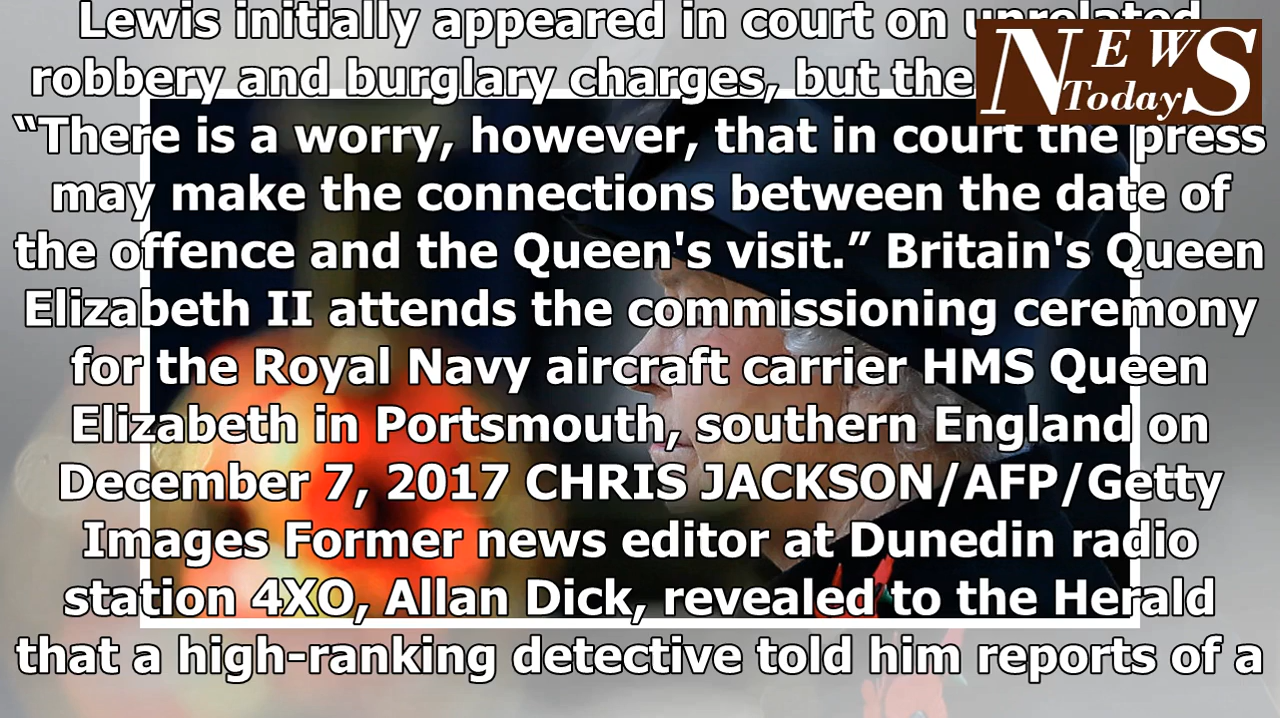 Lewis initially appeared in court on unrelated
robbery and burglary charges, but the
“There is a worry, however, that in court the press
may make the connections between the date of
the offence and the Queen's visit.” Britain's Queen
Elizabeth II attends the commissioning ceremony
for the Royal Navy aircraft carrier HMS Queen
Elizabeth in Portsmouth, southern England on
December 7, 2017 CHRIS JACKSON/AFP/Getty
Images Former news editor at Dunedin radio
station 4XO, Allan Dick, revealed to the Herald
that a high-ranking detective told him reports of a
NEWS
Today